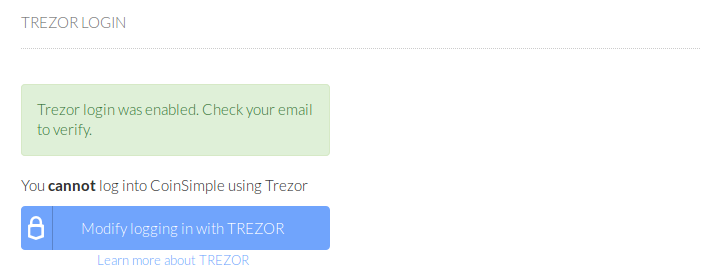 TREZOR LOGIN
Trezor login was enabled. Check your email
to verify.
You cannot log into CoinSimple using Trezor
Modify logging in with TREZOR
Learn more about TREZOR